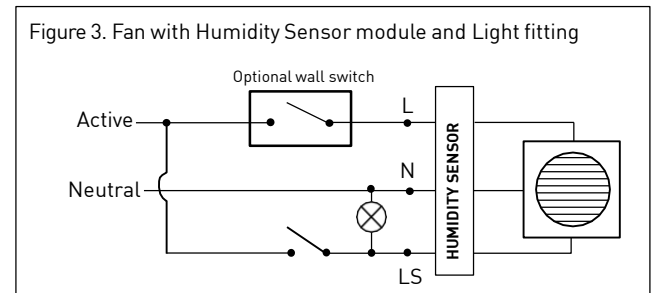 Figure 3. Fan with Humidity Sensor module and Light fitting
Optional wall switch
Active
L
Neutral
N
HUMIDITY SENSOR
LS